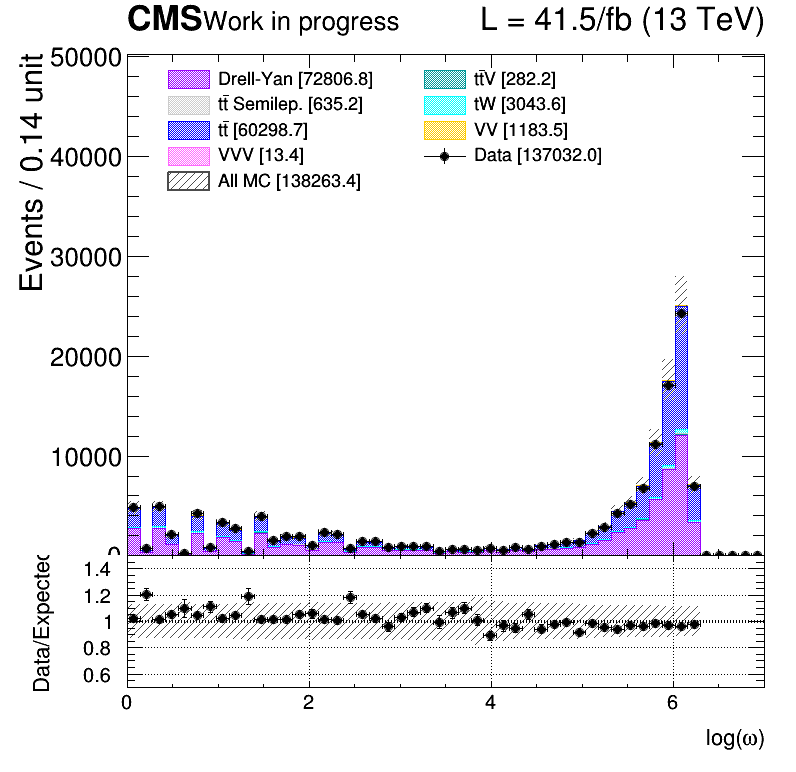 CMS Work in progress L = 41.5/fb (13 TeV)
Events / 0.14 unit
50000
40000
30000
20000
10000
0
Drell-Yan [72806.8]
tt̄V [282.2]
tt̄ Semilep. [635.2]
tW [3043.6]
tt̄ [60298.7]
VV [1183.5]
VVV [13.4]
Data [137032.0]
All MC [138263.4]
Data/Expected
1.4
1.2
1
0.8
0.6
0 2 4 6
log(ω)